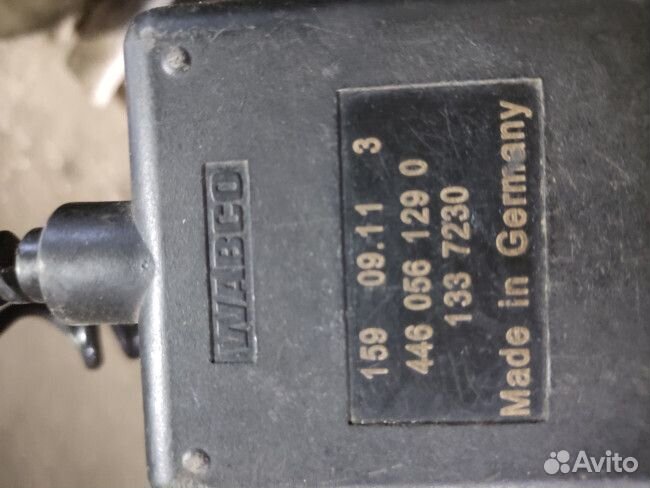 WABCO
159 09.11 3
446 056 129 0
133 7230
Made in Germany
Avito